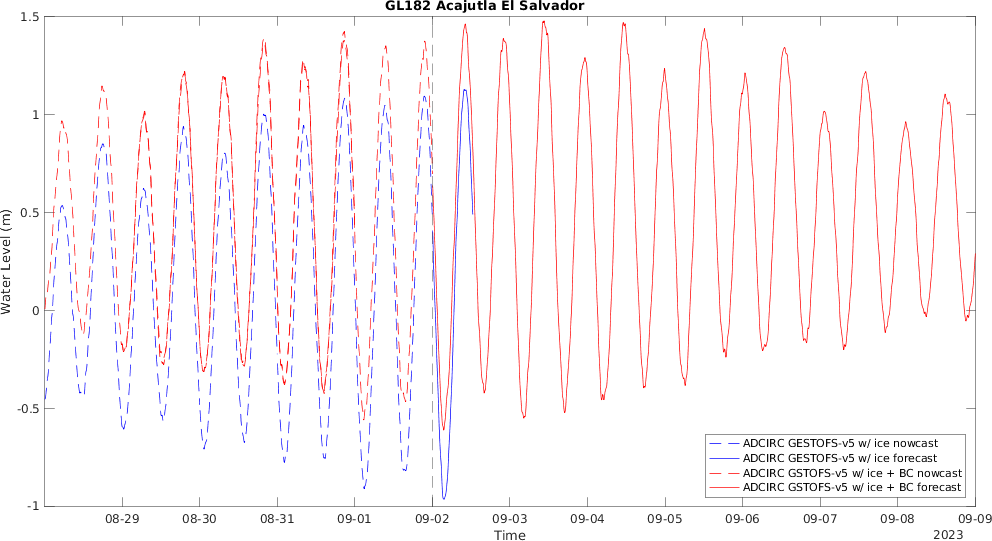 GL182 Acajutla El Salvador
1.5
1
0.5
0
-0.5
-1
Water Level (m)
08-29 08-30 08-31 09-01 09-02 09-03 09-04 09-05 09-06 09-07 09-08 09-09
Time
2023
ADCIRC GESTOFS-v5 w/ ice nowcast
ADCIRC GESTOFS-v5 w/ ice forecast
ADCIRC GSTOFS-v5 w/ ice + BC nowcast
ADCIRC GSTOFS-v5 w/ ice + BC forecast